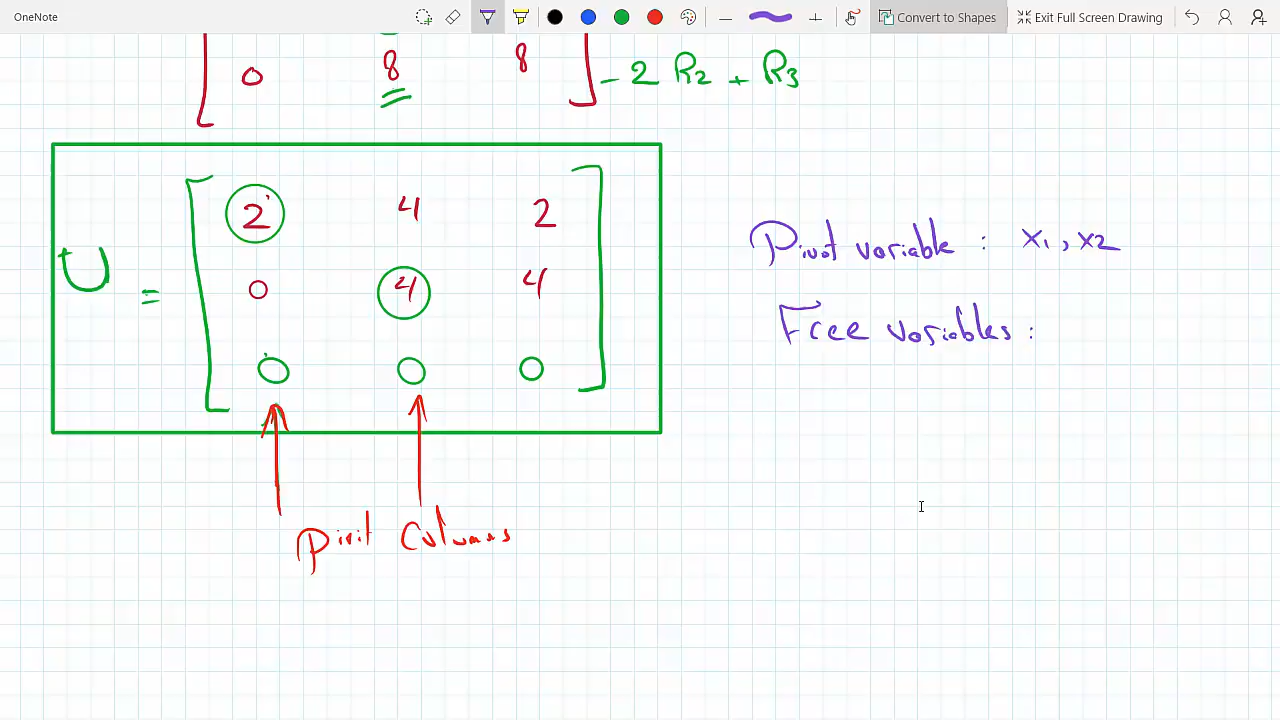 OneNote
Convert to Shapes
Exit Full Screen Drawing
0 8 8 - 2 R2 + R3
2 4 2
U = 0 4 4
0 0 0
Pivot variable : x1 , x2
Free variables :
Pivit Columns